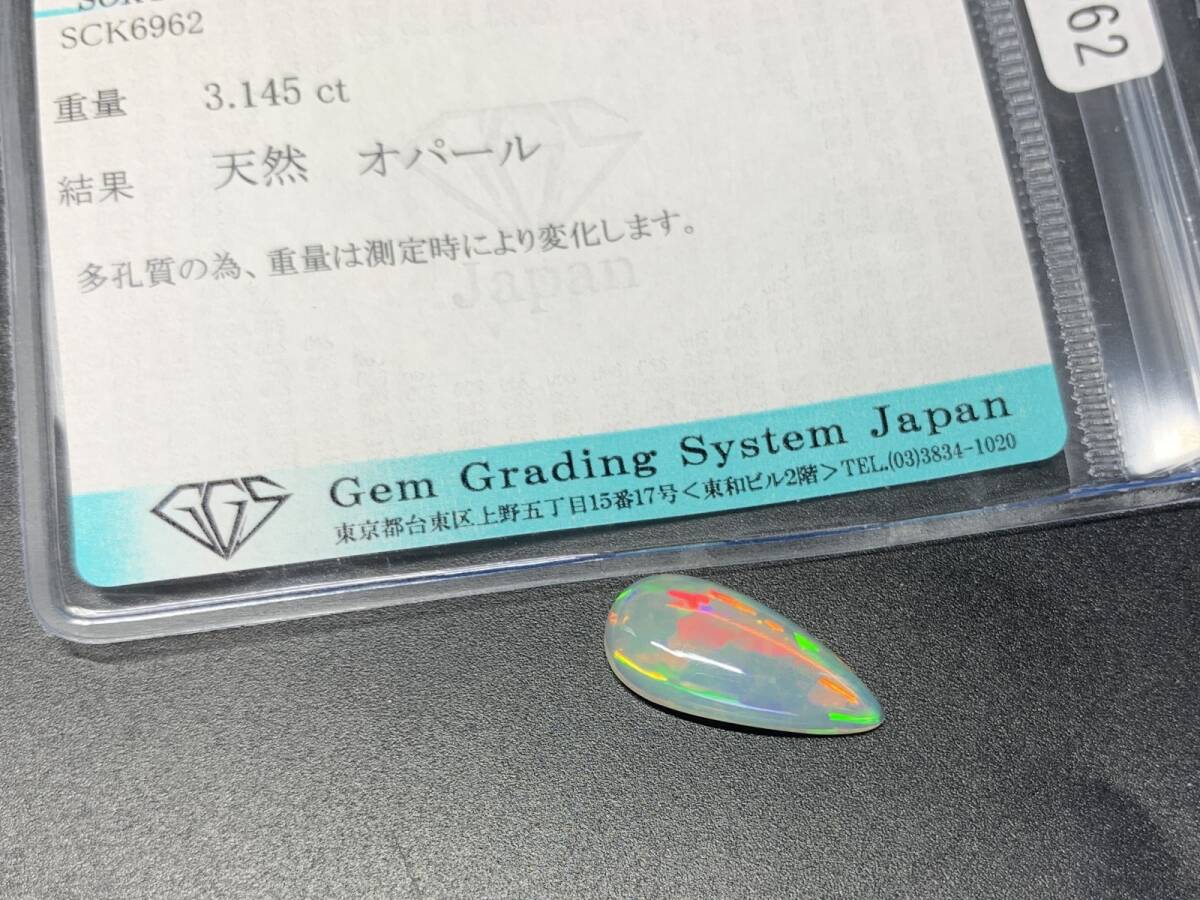 SCK6962
重量 3.145 ct
結果 天然 オパール
多孔質の為、重量は測定時により変化します。
Japan
GGS
Gem Grading System Japan
東京都台東区上野五丁目15番17号<東和ビル2階>TEL.(03)3834-1020
62